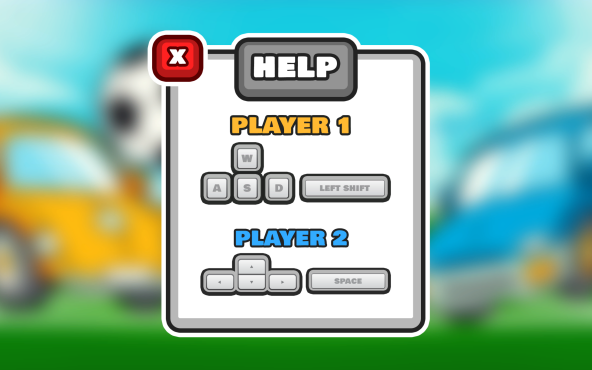 X
HELP
PLAYER 1
W
A S D LEFT SHIFT
PLAYER 2
SPACE